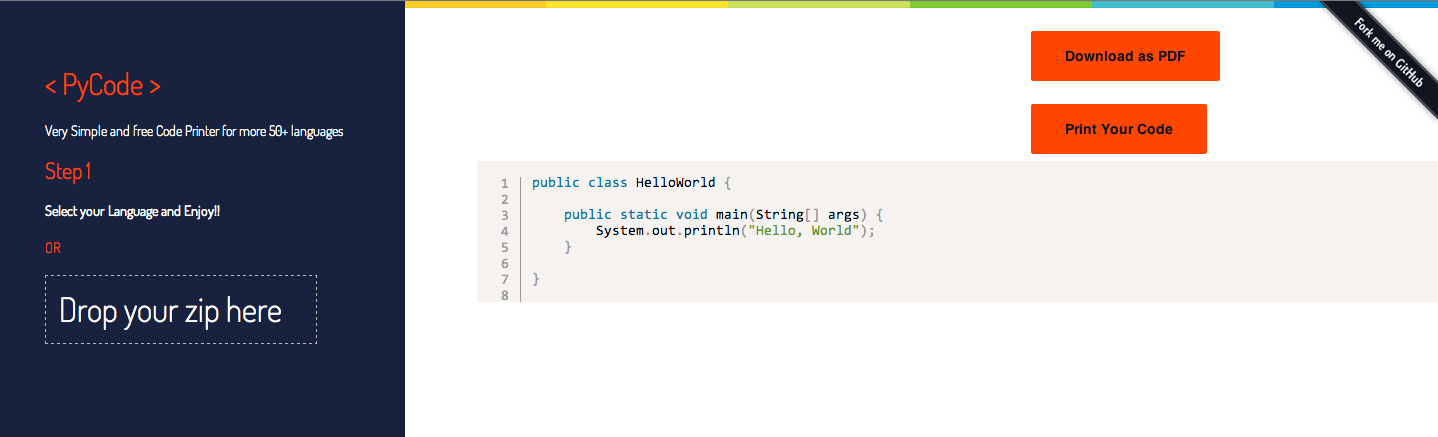 < PyCode >
Very Simple and free Code Printer for more 50+ languages
Step 1
Select your Language and Enjoy!!
OR
Drop your zip here
Download as PDF
Print Your Code
Fork me on GitHub
1 public class HelloWorld {
2
3     public static void main(String[] args) {
4         System.out.println("Hello, World");
5     }
6
7 }
8